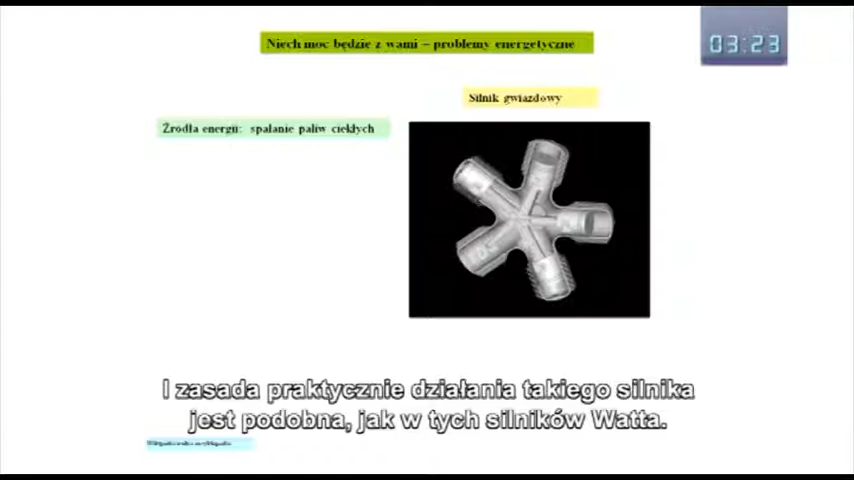 Niech moc będzie z wami – problemy energetyczne
03:23
Silnik gwiazdowy
Źródła energii: spalanie paliw ciekłych
I zasada praktycznie działania takiego silnika
jest podobna, jak w tych silników Watta.